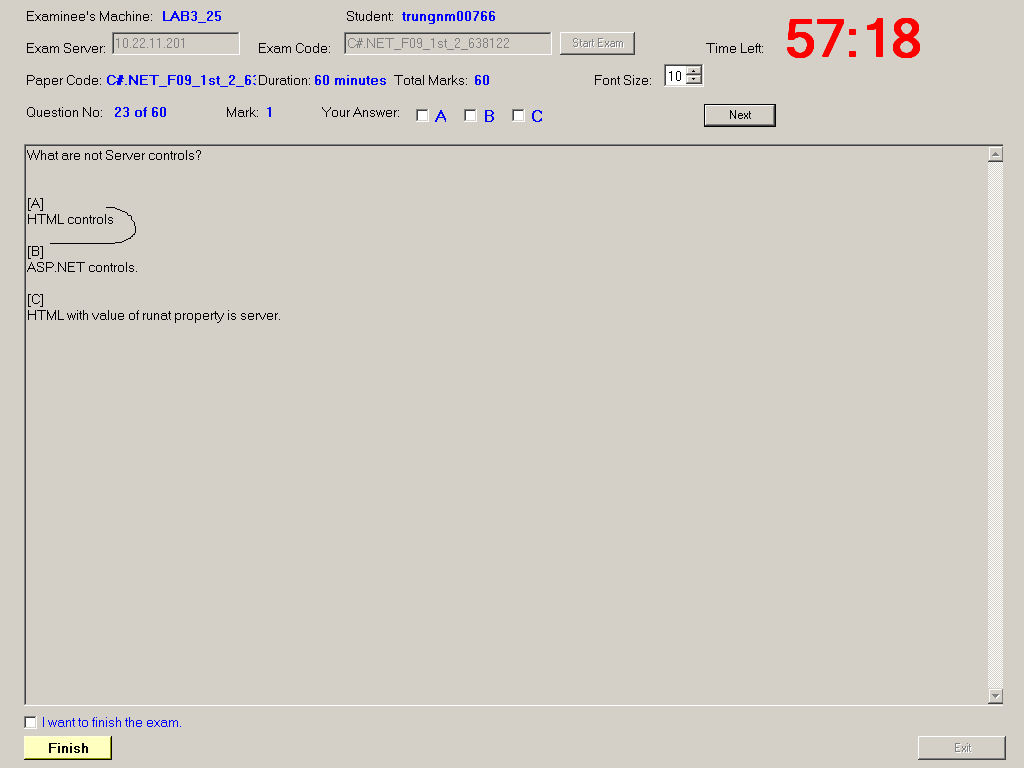 Examinee's Machine: LAB3_25 Student: trungnm00766
Exam Server: 10.22.11.201 Exam Code: C#.NET_F09_1st_2_638122 Start Exam Time Left: 57:18
Paper Code: C#.NET_F09_1st_2_6 Duration: 60 minutes Total Marks: 60 Font Size: 10
Question No: 23 of 60 Mark: 1 Your Answer: A B C Next
What are not Server controls?
[A]
HTML controls
[B]
ASP.NET controls.
[C]
HTML with value of runat property is server.
I want to finish the exam.
Finish Exit